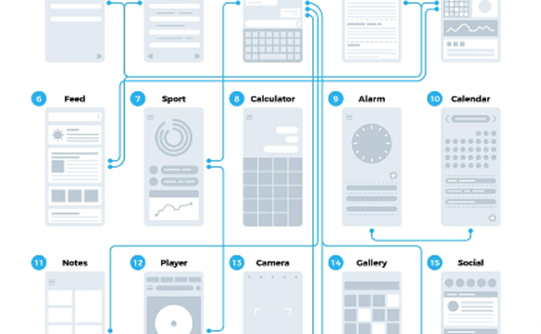 6 Feed
7 Sport
8 Calculator
9 Alarm
10 Calendar
11 Notes
12 Player
13 Camera
14 Gallery
15 Social